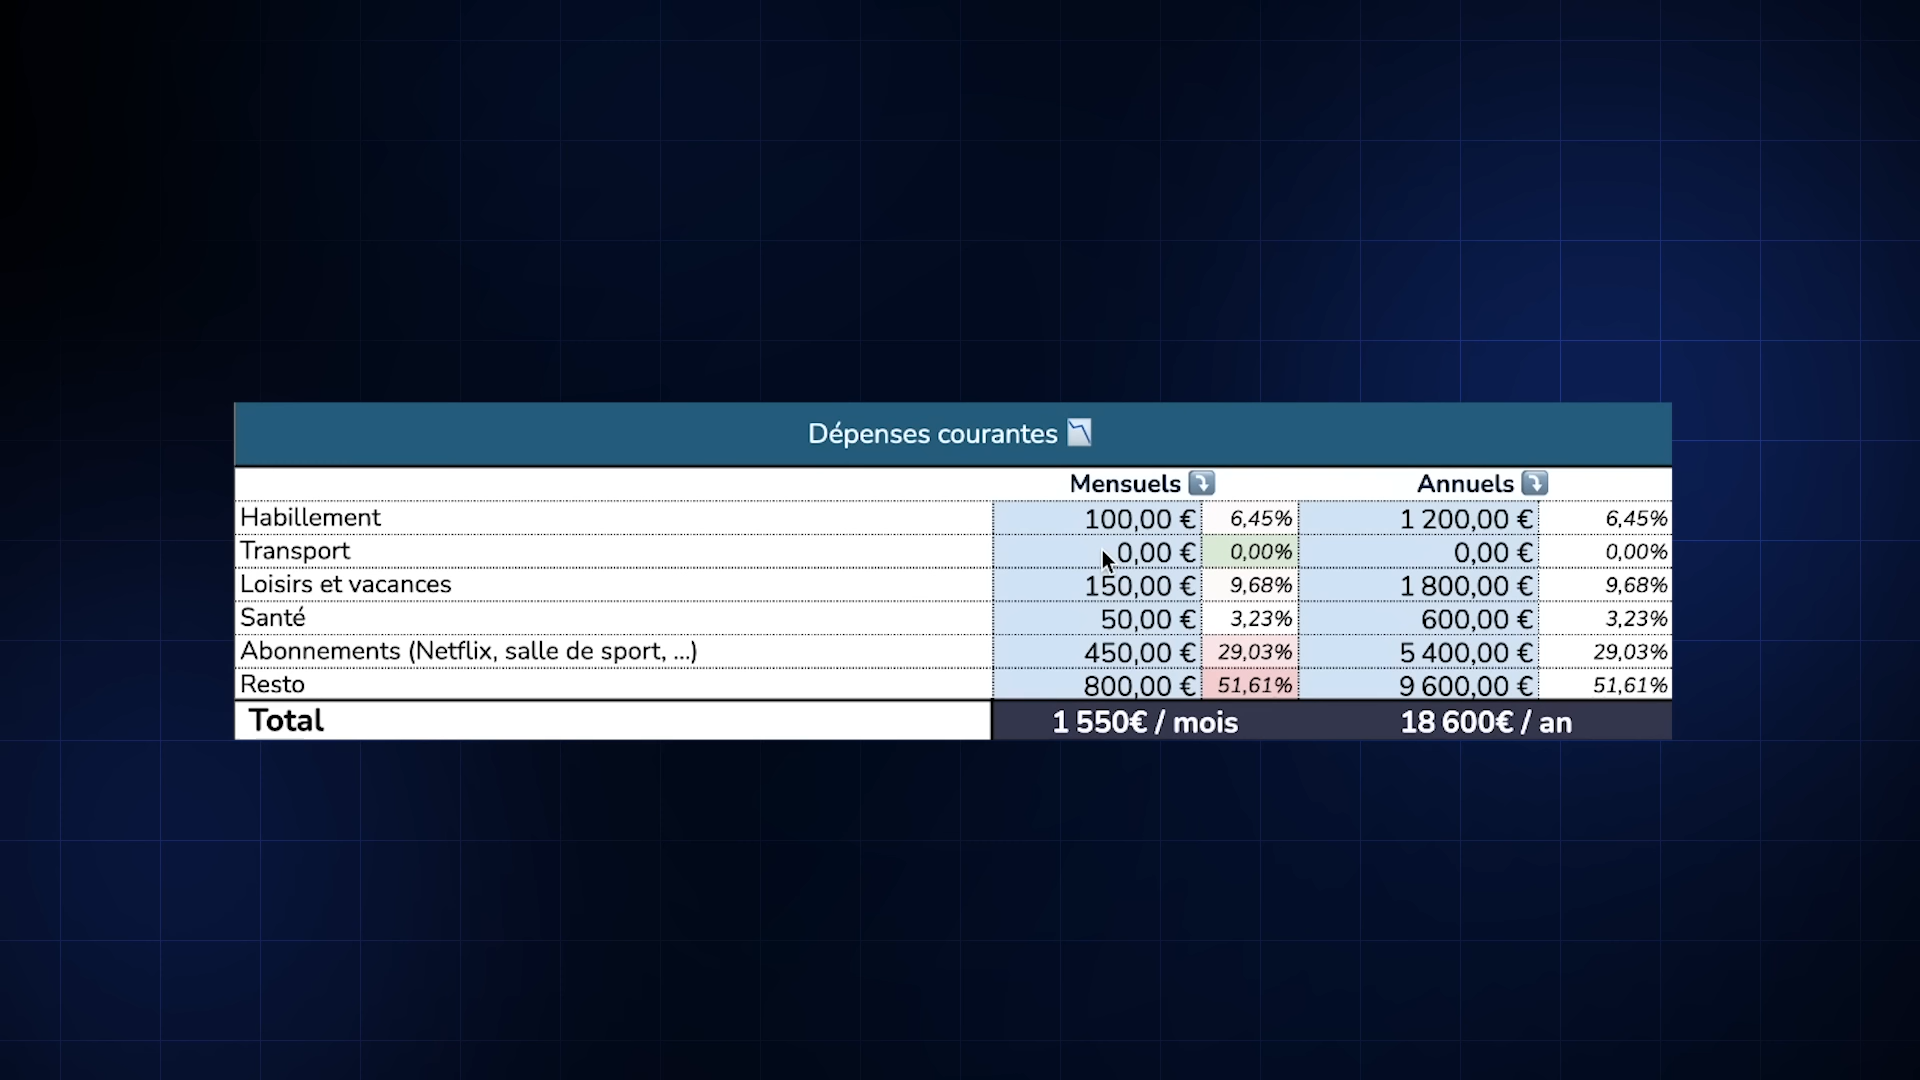 Dépenses courantes 📉
Mensuels ⤵️ Annuels ⤵️
Habillement 100,00 € 6,45% 1 200,00 € 6,45%
Transport 0,00 € 0,00% 0,00 € 0,00%
Loisirs et vacances 150,00 € 9,68% 1 800,00 € 9,68%
Santé 50,00 € 3,23% 600,00 € 3,23%
Abonnements (Netflix, salle de sport, ...) 450,00 € 29,03% 5 400,00 € 29,03%
Resto 800,00 € 51,61% 9 600,00 € 51,61%
Total 1 550€ / mois 18 600€ / an